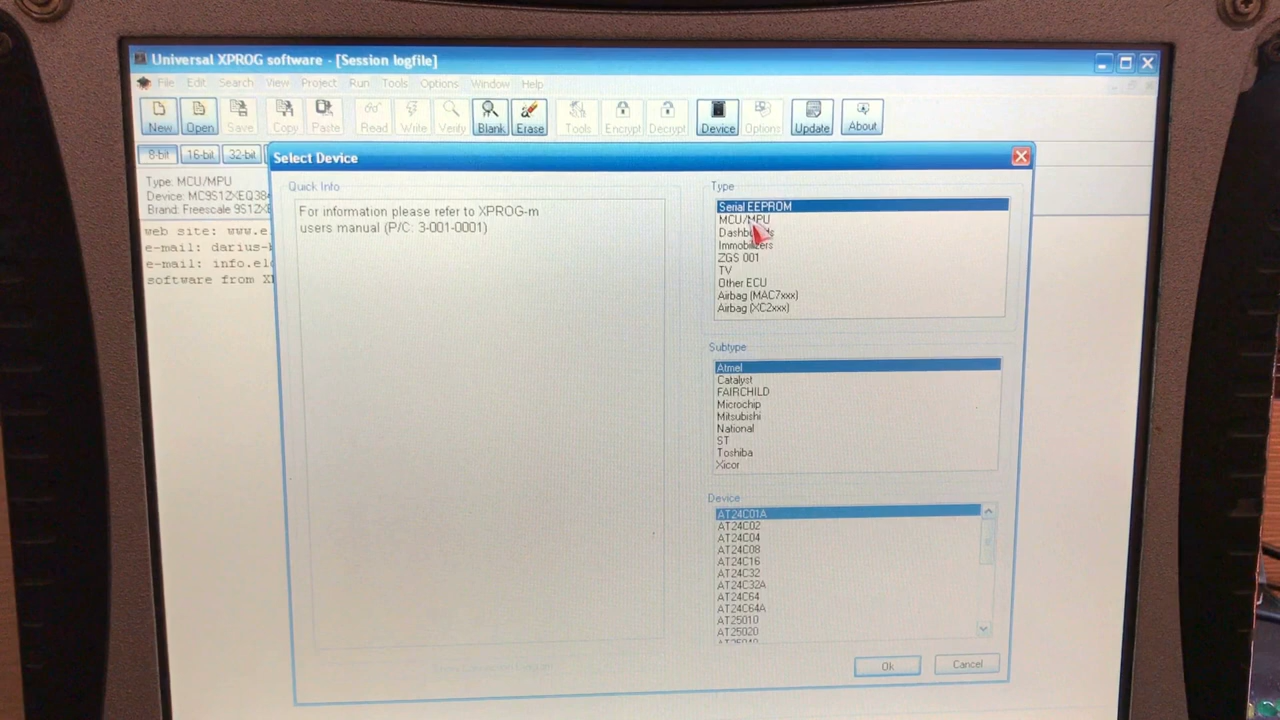 Universal XPROG software - [Session logfile]
File Edit Search View Project Run Tools Options Window Help
New Open Save Copy Paste Read Write Verify Blank Erase Tools Encrypt Decrypt Device Options Update About
8-bit 16-bit 32-bit
Select Device
Type: MCU/MPU
Device: MC9S12XEQ384
Brand: Freescale 9S12XE
web site: www.e
e-mail: darius-
e-mail: info.el
software from X
Quick Info
For information please refer to XPROG-m
users manual (P/C: 3-001-0001)
Type
Serial EEPROM
MCU/MPU
Immobilizers
ZGS 001
TV
Other ECU
Airbag (MAC7xxx)
Airbag (XC2xxx)
Subtype
Atmel
Catalyst
FAIRCHILD
Microchip
Mitsubishi
National
ST
Toshiba
Xicor
Device
AT24C01A
AT24C02
AT24C04
AT24C08
AT24C16
AT24C32
AT24C32A
AT24C64
AT24C64A
AT25010
AT25020
Ok Cancel